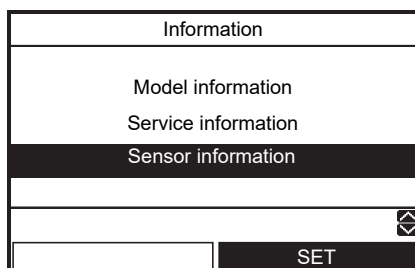 Information
Model information
Service information
Sensor information
SET